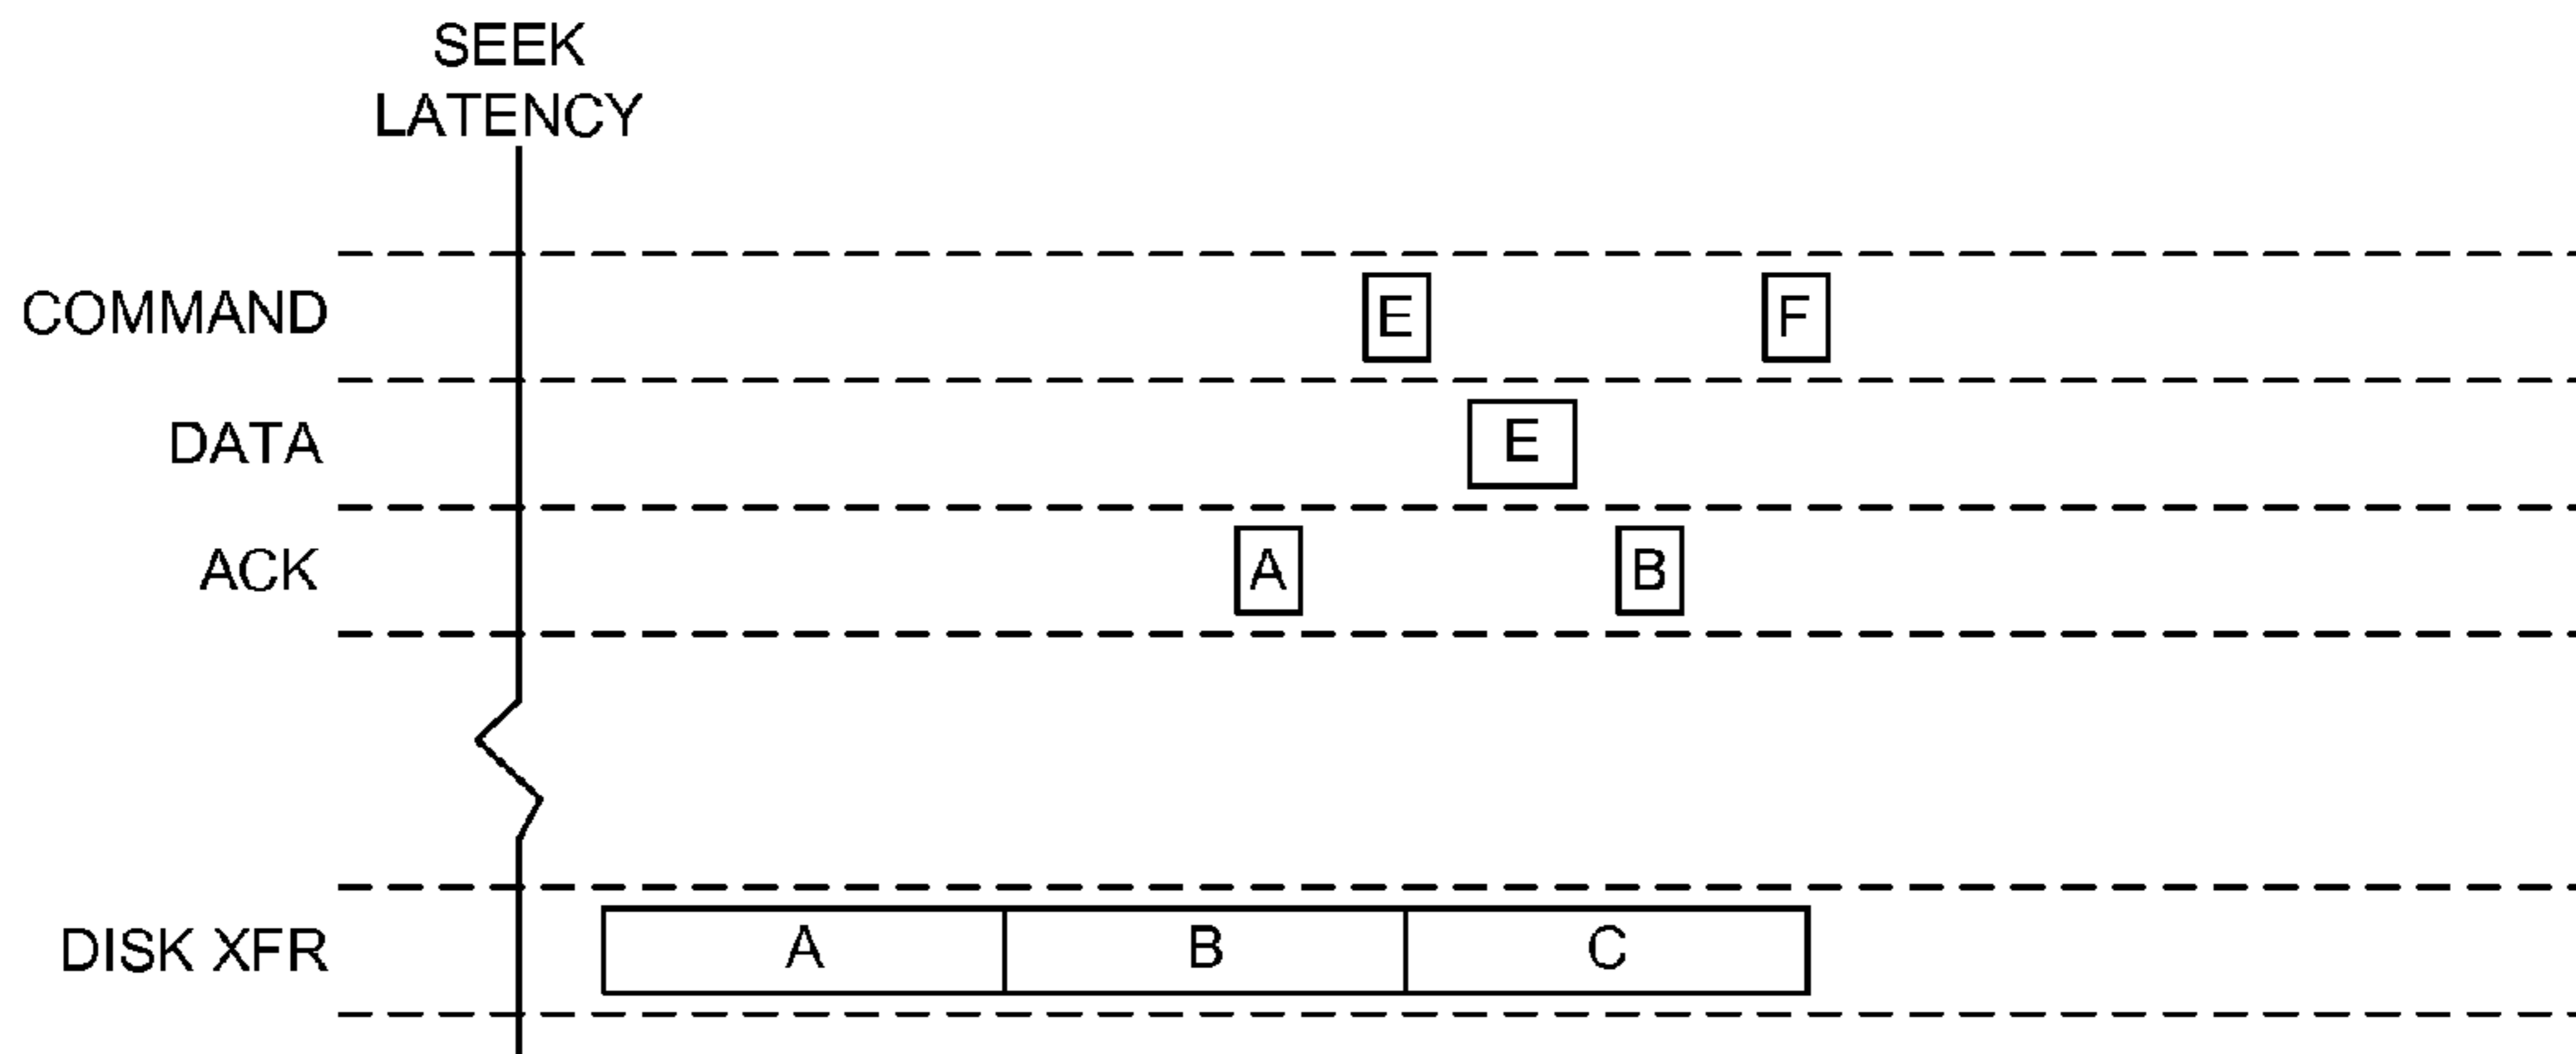 SEEK
LATENCY
COMMAND E F
DATA E
ACK A B
DISK XFR A B C